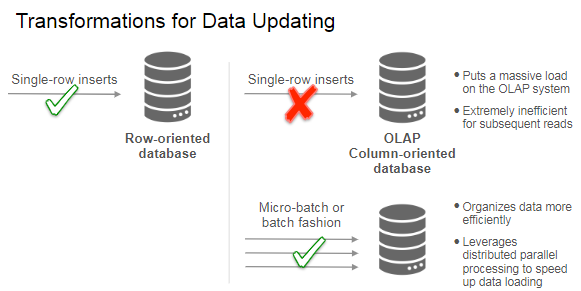 Transformations for Data Updating
Single-row inserts
Row-oriented
database
Single-row inserts
OLAP
Column-oriented
database
• Puts a massive load
on the OLAP system
• Extremely inefficient
for subsequent reads
Micro-batch or
batch fashion
• Organizes data more
efficiently
• Leverages
distributed parallel
processing to speed
up data loading